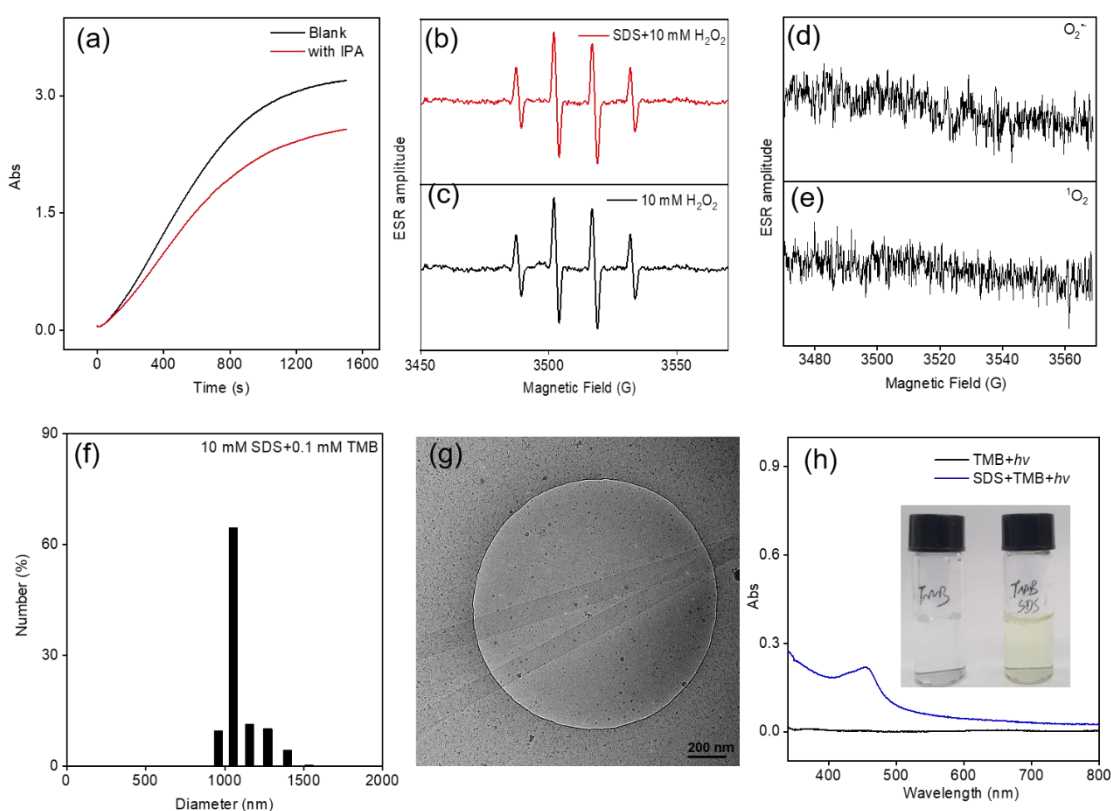 (a)
Blank
with IPA
3.0
1.5
0.0
Abs
0 400 800 1200 1600
Time (s)
(b)
SDS+10 mM H₂O₂
(c)
10 mM H₂O₂
ESR amplitude
3450 3500 3550
Magnetic Field (G)
(d)
O₂•⁻
(e)
¹O₂
ESR amplitude
3480 3500 3520 3540 3560
Magnetic Field (G)
(f)
10 mM SDS+0.1 mM TMB
90
60
30
0
Number (%)
0 500 1000 1500 2000
Diameter (nm)
(g)
200 nm
(h)
TMB+hv
SDS+TMB+hv
0.9
0.6
0.3
0.0
Abs
TMB
TMB
SDS
400 500 600 700 800
Wavelength (nm)